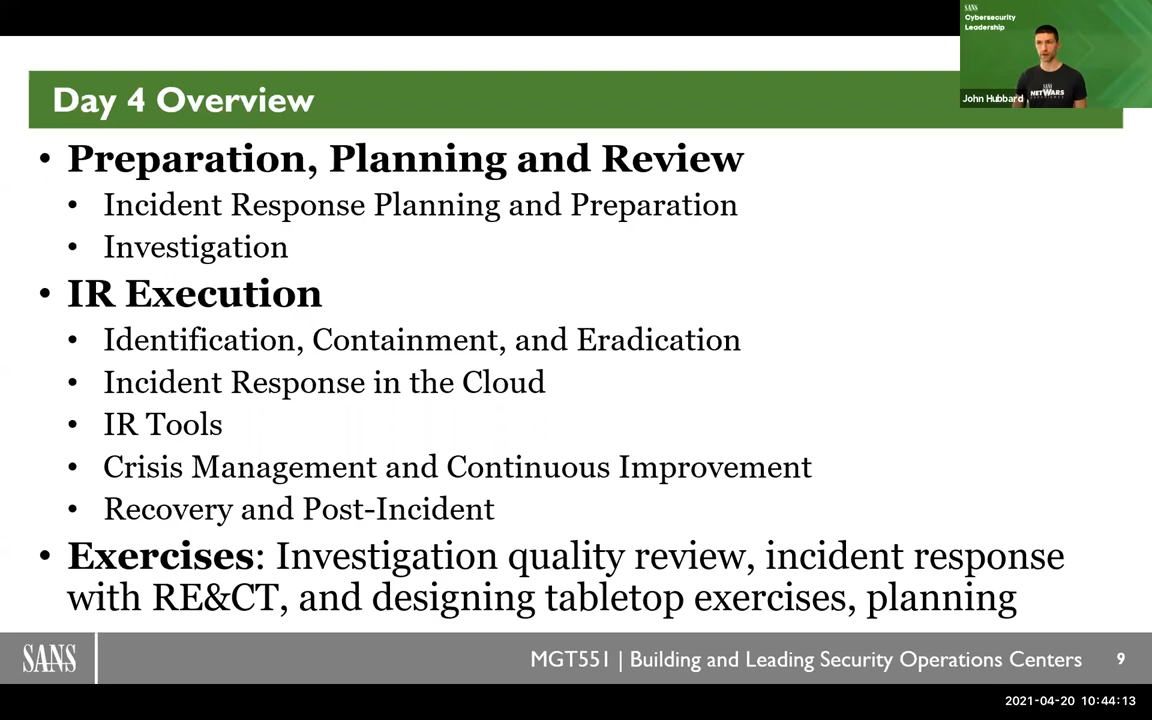 SANS
Cybersecurity
Leadership
SANS
NETWARS
John Hubbard
Day 4 Overview
• Preparation, Planning and Review
• Incident Response Planning and Preparation
• Investigation
• IR Execution
• Identification, Containment, and Eradication
• Incident Response in the Cloud
• IR Tools
• Crisis Management and Continuous Improvement
• Recovery and Post-Incident
• Exercises: Investigation quality review, incident response
with RE&CT, and designing tabletop exercises, planning
SANS
MGT551 | Building and Leading Security Operations Centers 9
2021-04-20 10:44:13